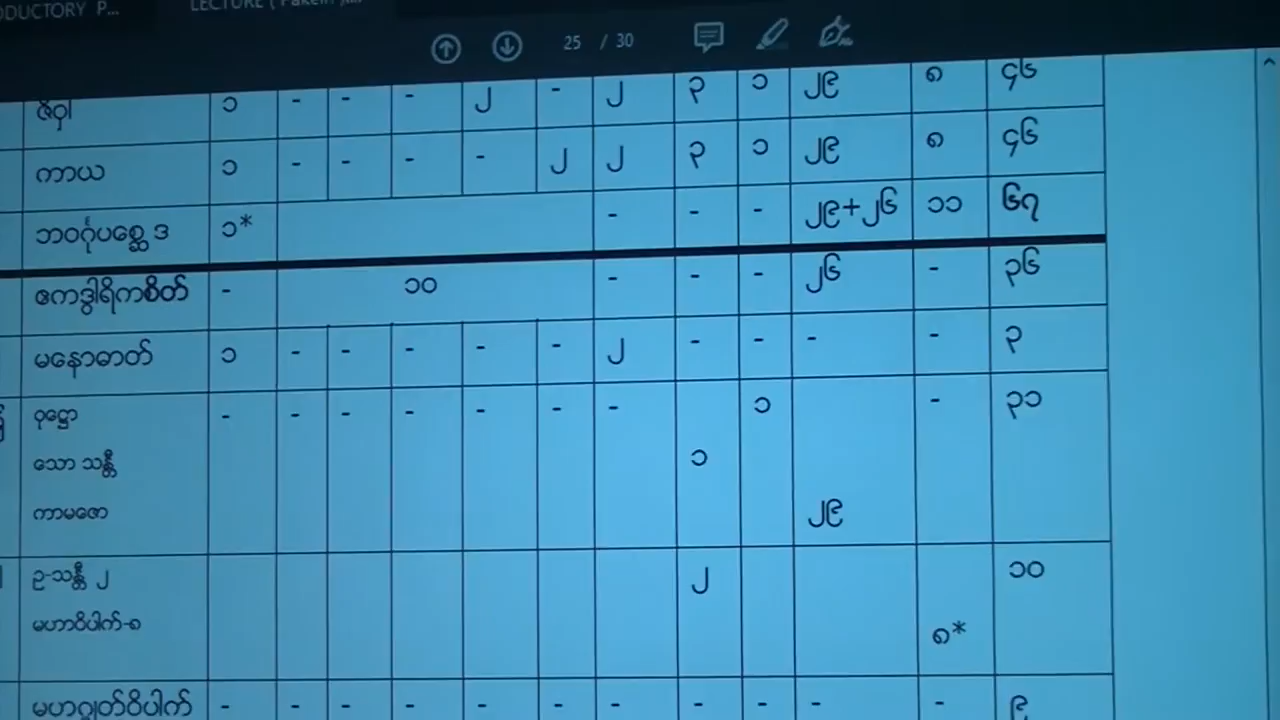 LECTURE
25 / 30
ဇိဝှါ ၁ - - - ၂ - ၂ ၃ ၁ ၂၉ ၈ ၄၆
ကာယ ၁ - - - - ၂ ၂ ၃ ၁ ၂၉ ၈ ၄၆
ဘဝင်္ဂုပစ္ဆေဒ ၁* - - - ၂၉+၂၆ ၁၁ ၆၇
ဧကဒွါရိကစိတ် - ၁၀ - - - ၂၆ - ၃၆
မနောဓာတ် ၁ - - - - - ၂ - - - - ၃
ဝုဋ္ဌော - - - - - - - ၁ - ၃၁
သော သန္တီ ၁
ကာမဇော ၂၉
ဥ-သန္တီ ၂ ၂ ၁၀
မဟာဝိပါက်-၈ ၈*
မဟဂ္ဂုတ်ဝိပါက် - - - - - - - - - - - ၉